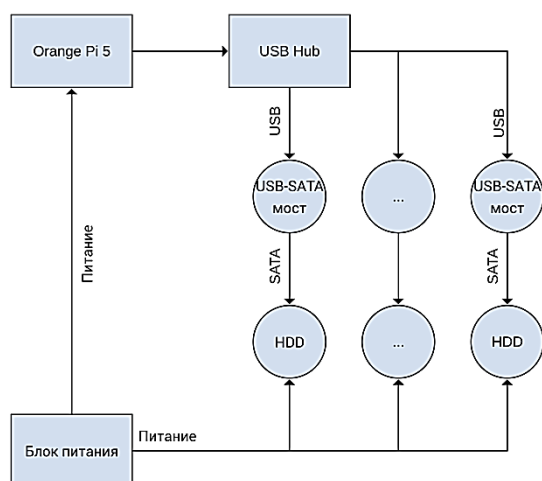 Orange Pi 5
USB Hub
USB
USB
USB-SATA
мост
...
USB-SATA
мост
SATA
SATA
Питание
HDD
...
HDD
Питание
Блок питания